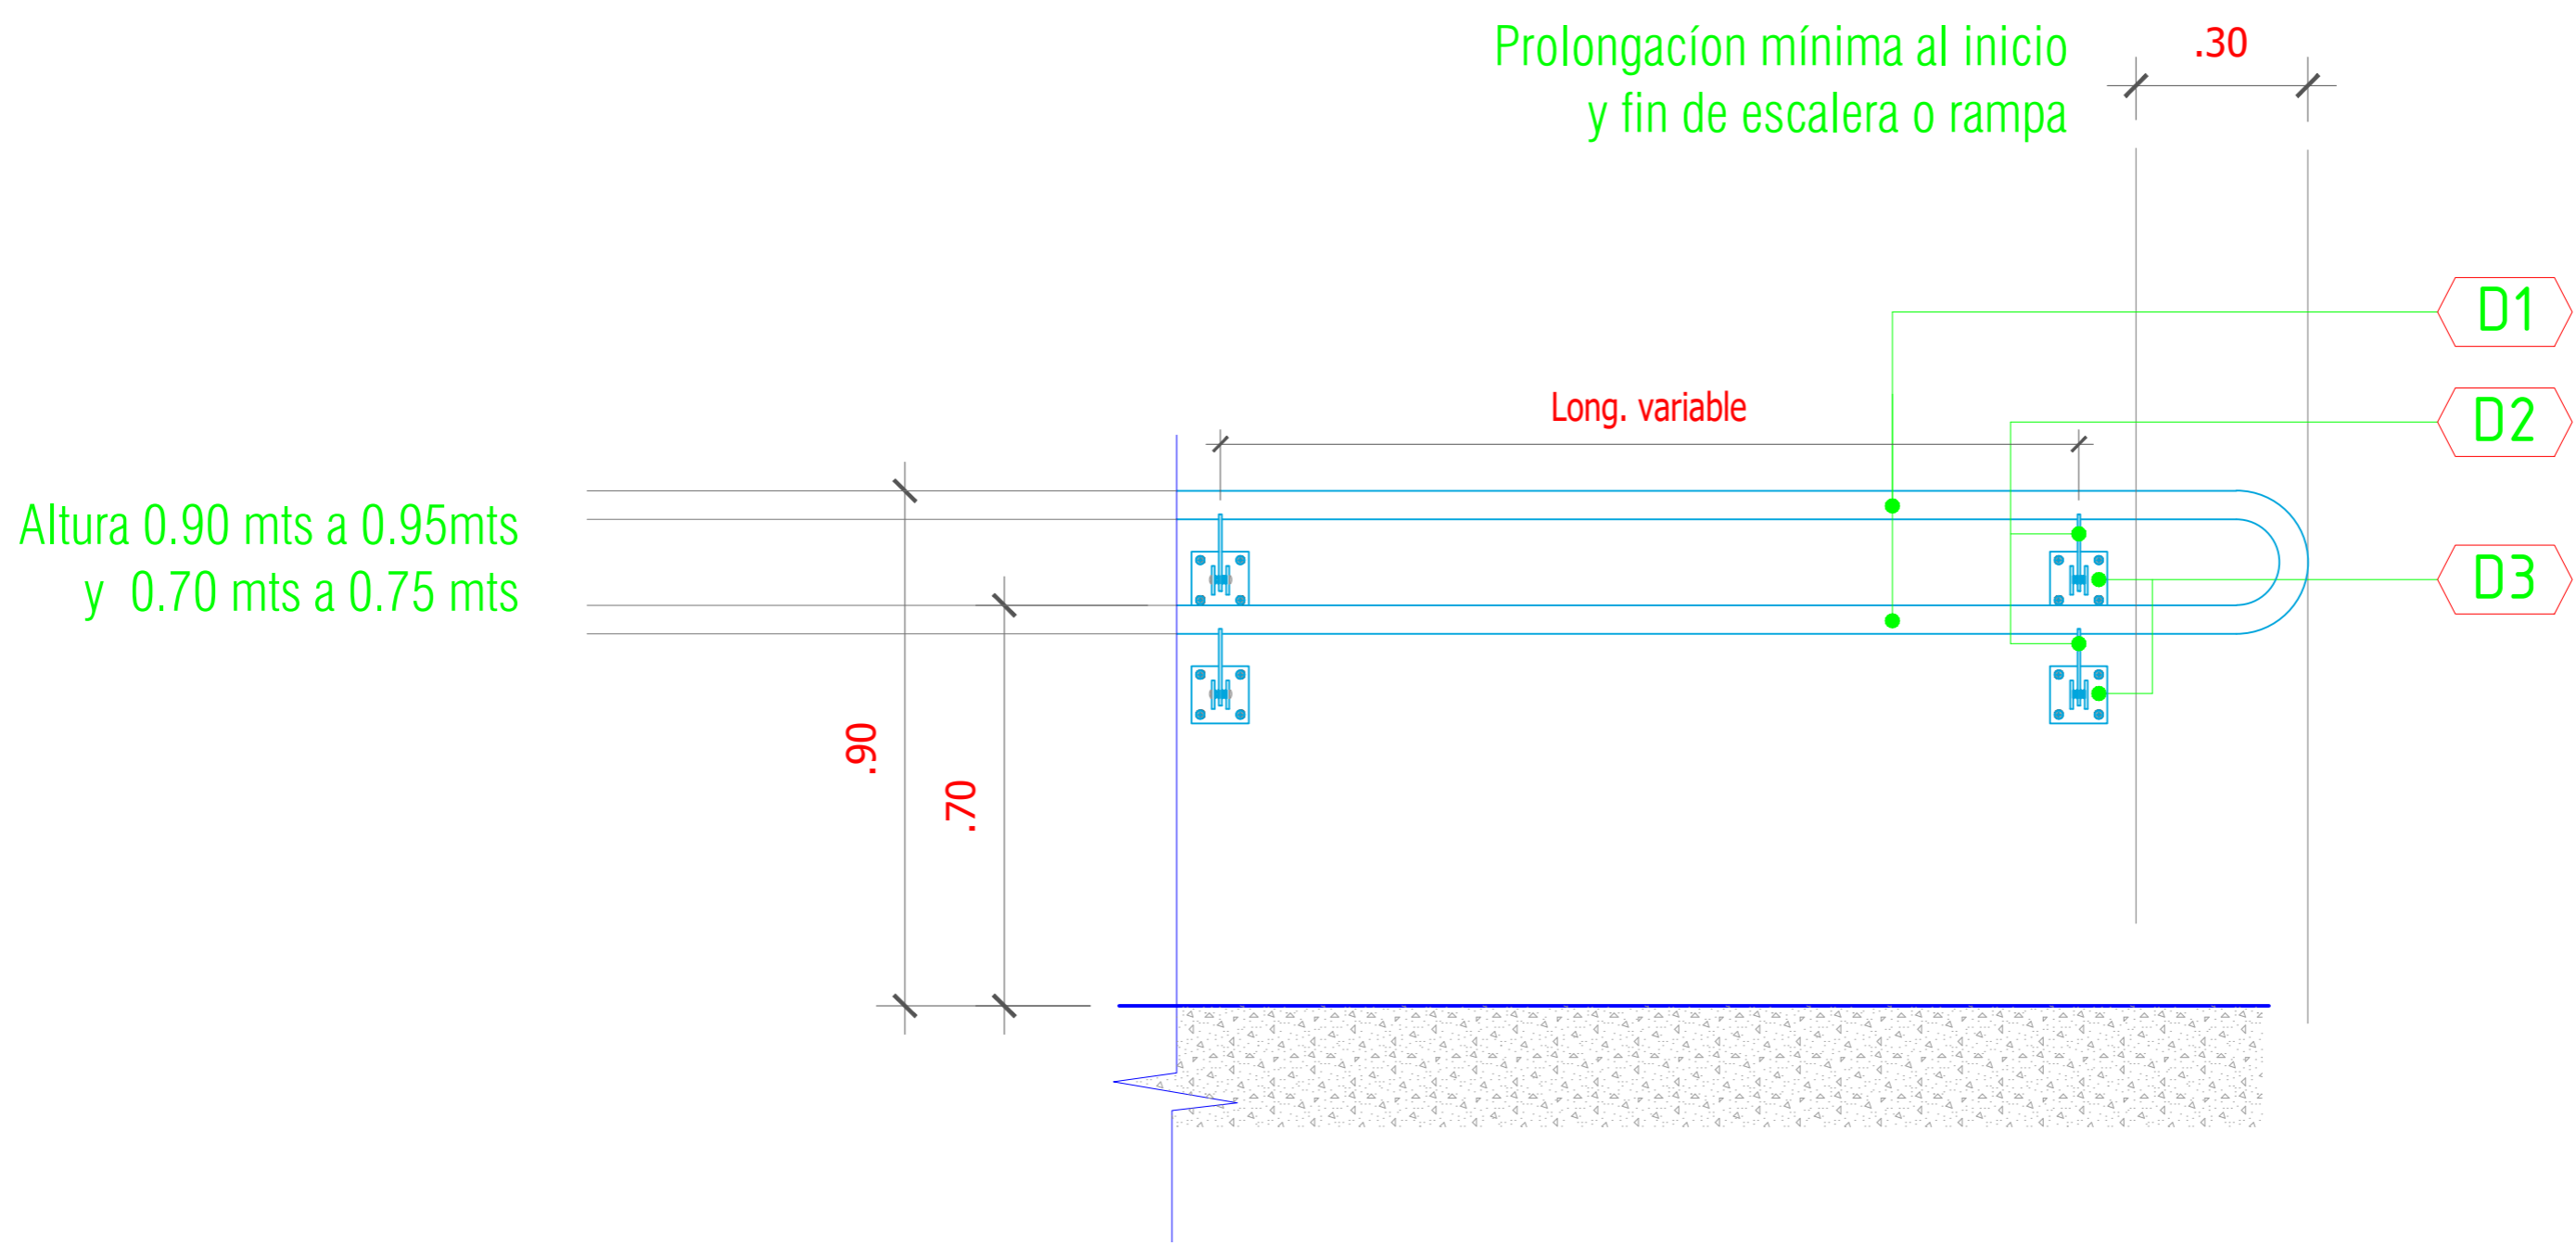 Prolongacíon mínima al inicio
y fin de escalera o rampa
.30
D1
Long. variable
D2
Altura 0.90 mts a 0.95mts
y 0.70 mts a 0.75 mts
D3
.90
.70